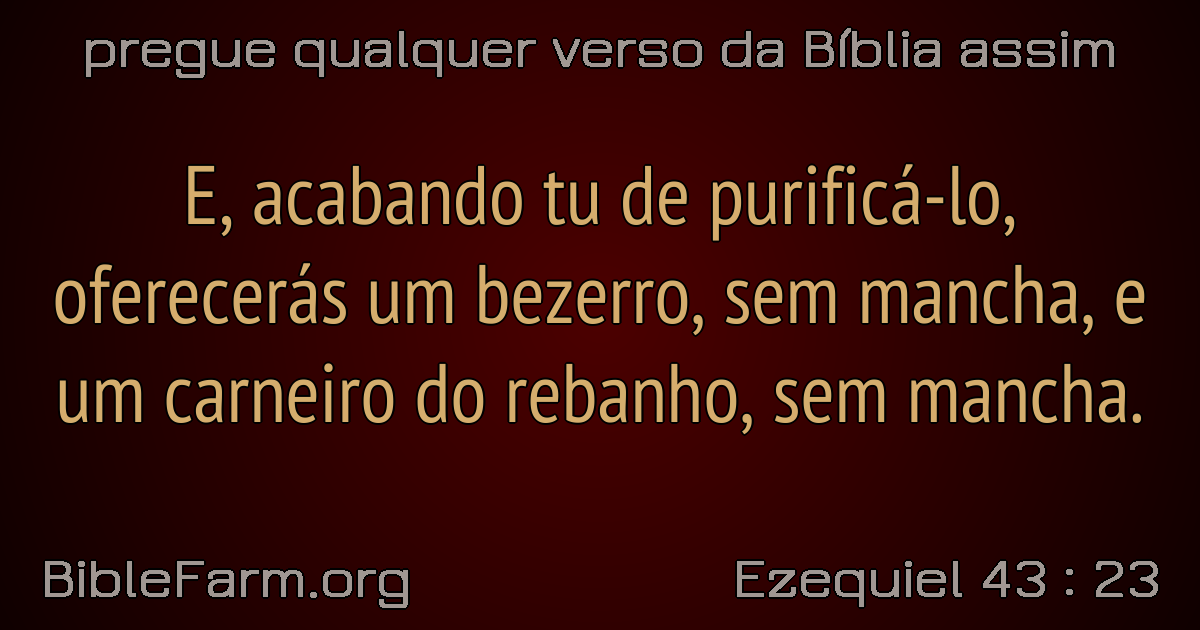 pregue qualquer verso da Bíblia assim
E, acabando tu de purificá-lo,
oferecerás um bezerro, sem mancha, e
um carneiro do rebanho, sem mancha.
BibleFarm.org
Ezequiel 43 : 23